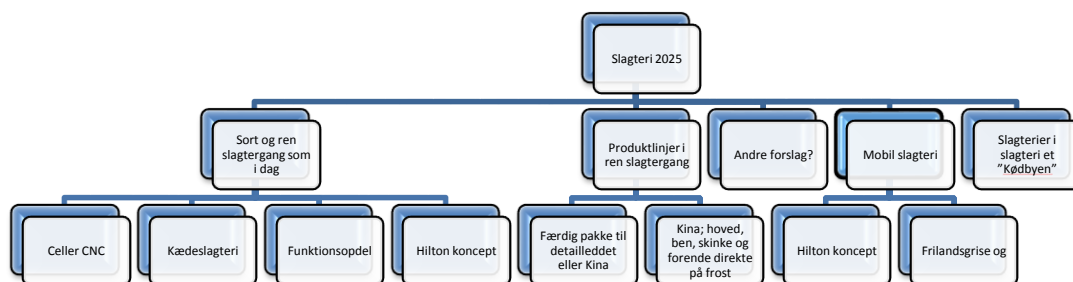 Slagteri 2025
Sort og ren
slagtergang som
i dag
Produktlinjer i
ren slagtergang
Andre forslag?
Mobil slagteri
Slagterier i
slagteri et
”Kødbyen”
Celler CNC
Kædeslagteri
Funktionsopdel
Hilton koncept
Færdig pakke til
detailleddet
eller Kina
Kina; hoved,
ben, skinke og
forende direkte
på frost
Hilton koncept
Frilandsgrise og